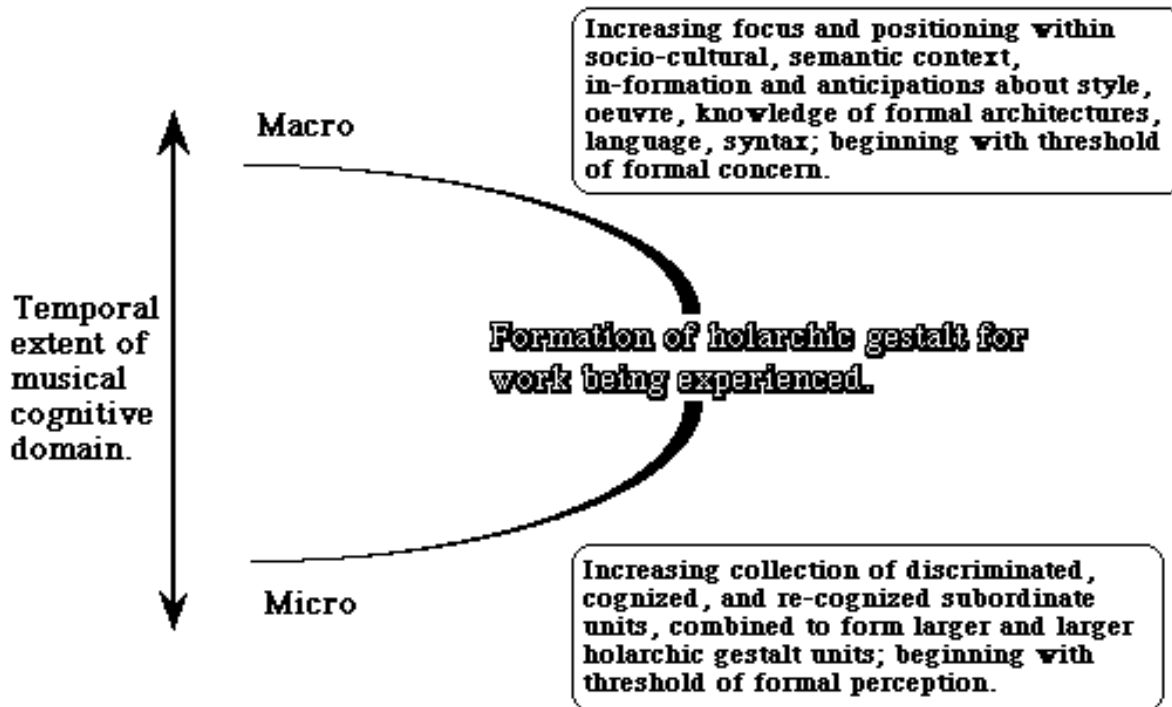 Increasing focus and positioning within
socio-cultural, semantic context,
in-formation and anticipations about style,
oeuvre, knowledge of formal architectures,
language, syntax; beginning with threshold
of formal concern.
Macro
Temporal
extent of
musical
cognitive
domain.
Formation of holarchic gestalt for
work being experienced.
Micro
Increasing collection of discriminated,
cognized, and re-cognized subordinate
units, combined to form larger and larger
holarchic gestalt units; beginning with
threshold of formal perception.